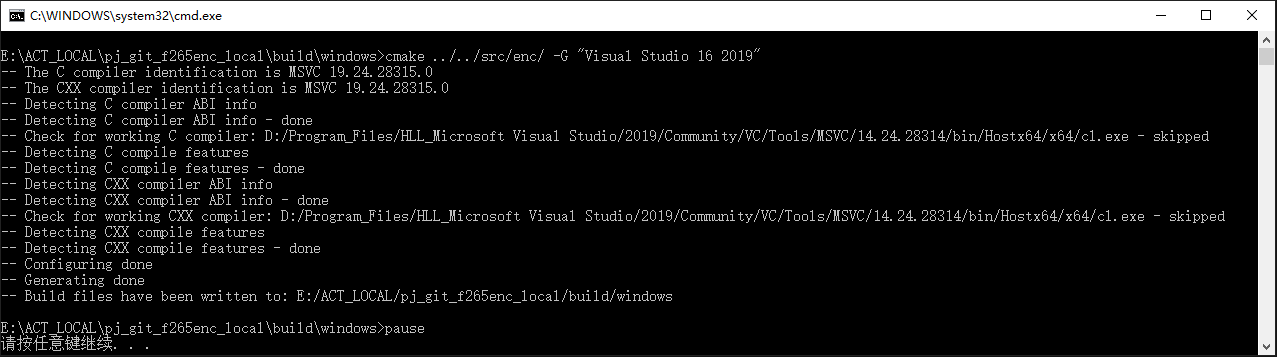 C:\WINDOWS\system32\cmd.exe
E:\ACT_LOCAL\pj_git_f265enc_local\build\windows>cmake ../../src/enc/ -G "Visual Studio 16 2019"
-- The C compiler identification is MSVC 19.24.28315.0
-- The CXX compiler identification is MSVC 19.24.28315.0
-- Detecting C compiler ABI info
-- Detecting C compiler ABI info - done
-- Check for working C compiler: D:/Program_Files/HLL_Microsoft Visual Studio/2019/Community/VC/Tools/MSVC/14.24.28314/bin/Hostx64/x64/cl.exe - skipped
-- Detecting C compile features
-- Detecting C compile features - done
-- Detecting CXX compiler ABI info
-- Detecting CXX compiler ABI info - done
-- Check for working CXX compiler: D:/Program_Files/HLL_Microsoft Visual Studio/2019/Community/VC/Tools/MSVC/14.24.28314/bin/Hostx64/x64/cl.exe - skipped
-- Detecting CXX compile features
-- Detecting CXX compile features - done
-- Configuring done
-- Generating done
-- Build files have been written to: E:/ACT_LOCAL/pj_git_f265enc_local/build/windows
E:\ACT_LOCAL\pj_git_f265enc_local\build\windows>pause
请按任意键继续. . .